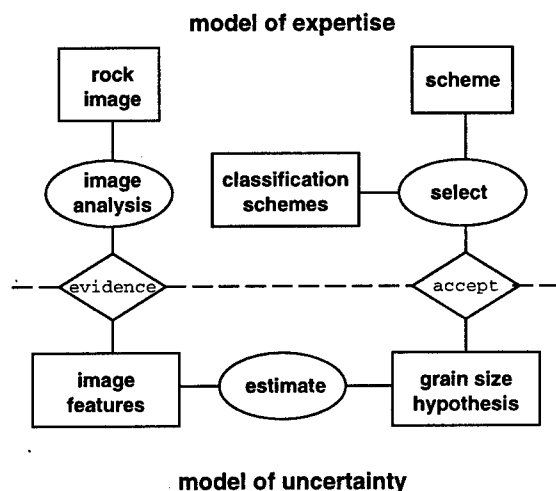 model of expertise
rock
image
scheme
image
analysis
classification
schemes
select
evidence
accept
image
features
estimate
grain size
hypothesis
model of uncertainty